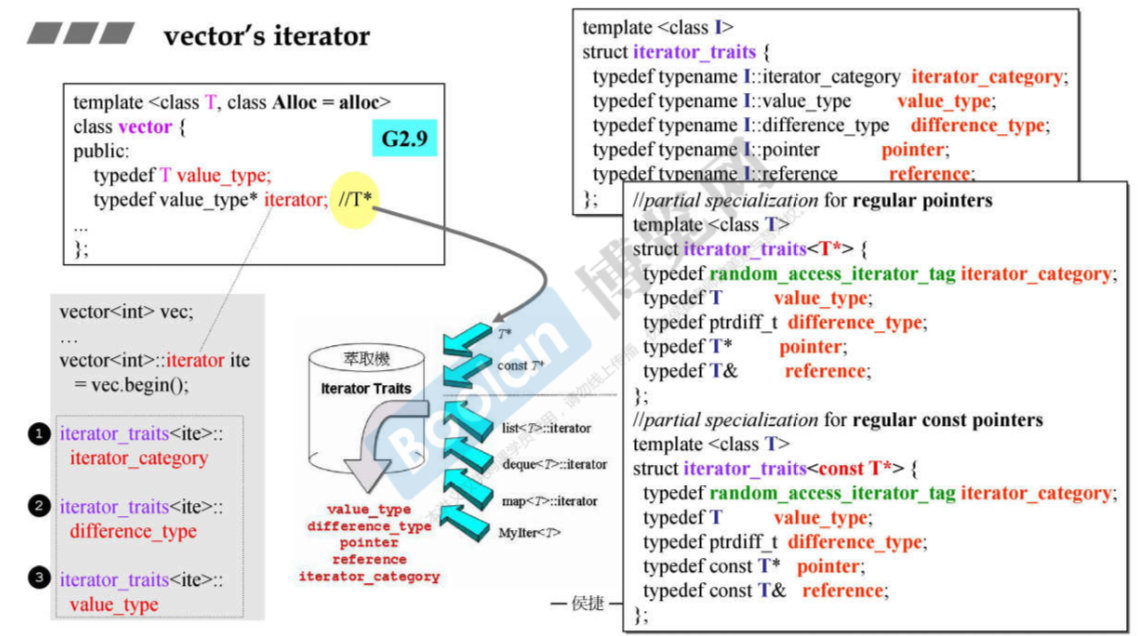 vector's iterator
template <class T, class Alloc = alloc>
class vector {
public:
typedef T value_type;
typedef value_type* iterator; //T*
...
};
G2.9
vector<int> vec;
…
vector<int>::iterator ite
= vec.begin();
1 iterator_traits<ite>::
iterator_category
2 iterator_traits<ite>::
difference_type
3 iterator_traits<ite>::
value_type
萃取機
Iterator Traits
T*
const T*
list<T>::iterator
deque<T>::iterator
map<T>::iterator
MyIter<T>
value_type
difference_type
pointer
reference
iterator_category
template <class I>
struct iterator_traits {
typedef typename I::iterator_category iterator_category;
typedef typename I::value_type value_type;
typedef typename I::difference_type difference_type;
typedef typename I::pointer pointer;
typedef typename I::reference reference;
};
//partial specialization for regular pointers
template <class T>
struct iterator_traits<T*> {
typedef random_access_iterator_tag iterator_category;
typedef T value_type;
typedef ptrdiff_t difference_type;
typedef T* pointer;
typedef T& reference;
};
//partial specialization for regular const pointers
template <class T>
struct iterator_traits<const T*> {
typedef random_access_iterator_tag iterator_category;
typedef T value_type;
typedef ptrdiff_t difference_type;
typedef const T* pointer;
typedef const T& reference;
};
— 侯捷 —
Boolan
博览网